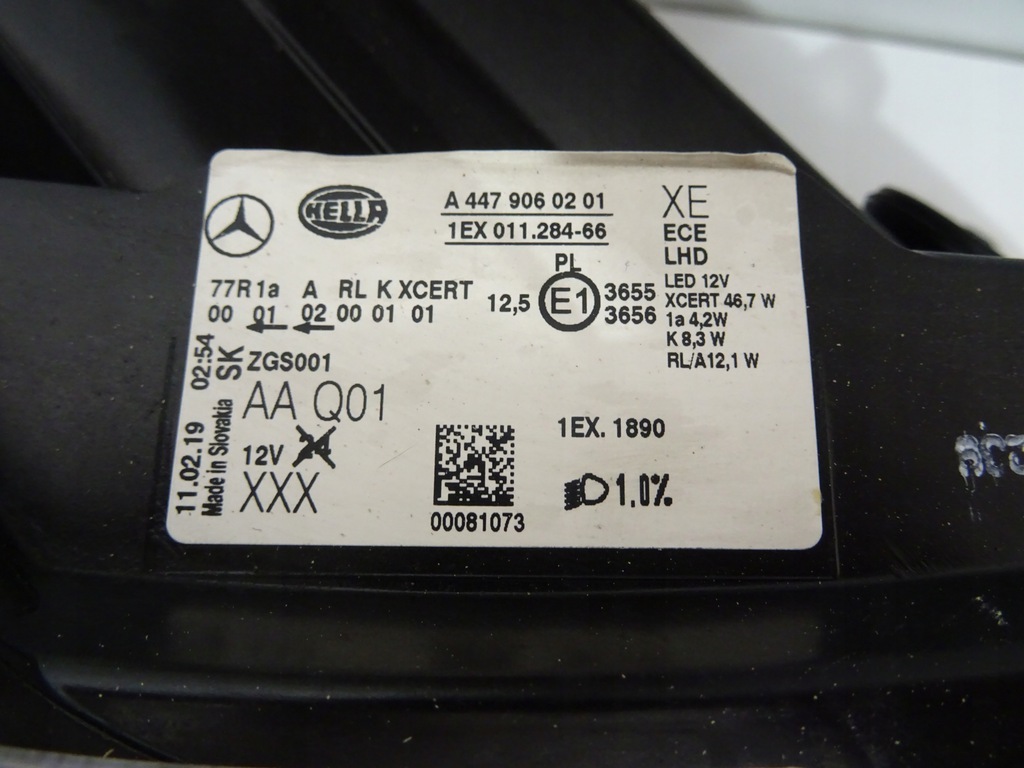 HELLA
A 447 906 02 01
1EX 011.284-66
XE
ECE
LHD
LED 12V
XCERT 46,7 W
1a 4,2W
K 8,3 W
RL/A12,1 W
77R 1a A RL K XCERT
00 01 02 00 01 01
12,5
PL
E1
3655
3656
11.02.19 02:54
Made in Slovakia SK
ZGS001
AA Q01
12V 24
XXX
00081073
1EX. 1890
1,0%